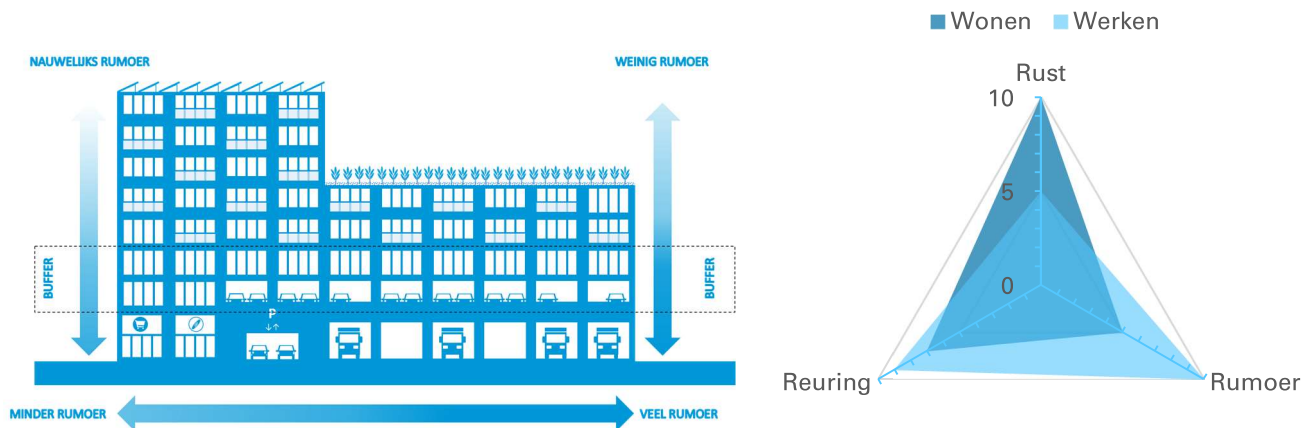 NAUWELIJKS RUMOER
WEINIG RUMOER
BUFFER
BUFFER
P
MINDER RUMOER
VEEL RUMOER
Wonen
Werken
Rust
10
5
0
Reuring
Rumoer